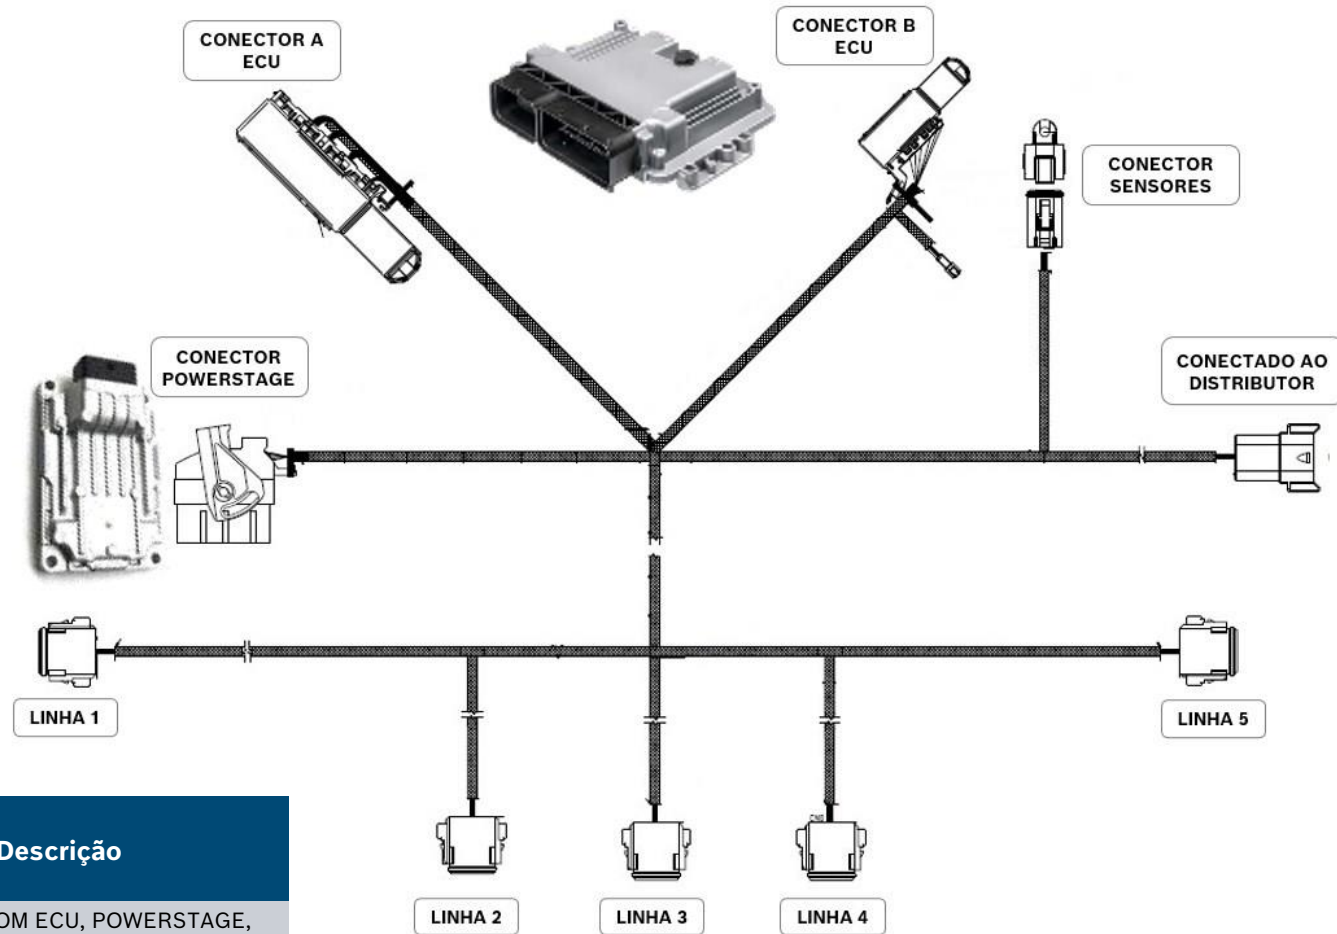 CONECTOR A
ECU
CONECTOR B
ECU
CONECTOR
SENSORES
CONECTOR
POWERSTAGE
CONECTADO AO
DISTRIBUTOR
LINHA 1
LINHA 5
LINHA 2
LINHA 3
LINHA 4
Descrição
OM ECU, POWERSTAGE,